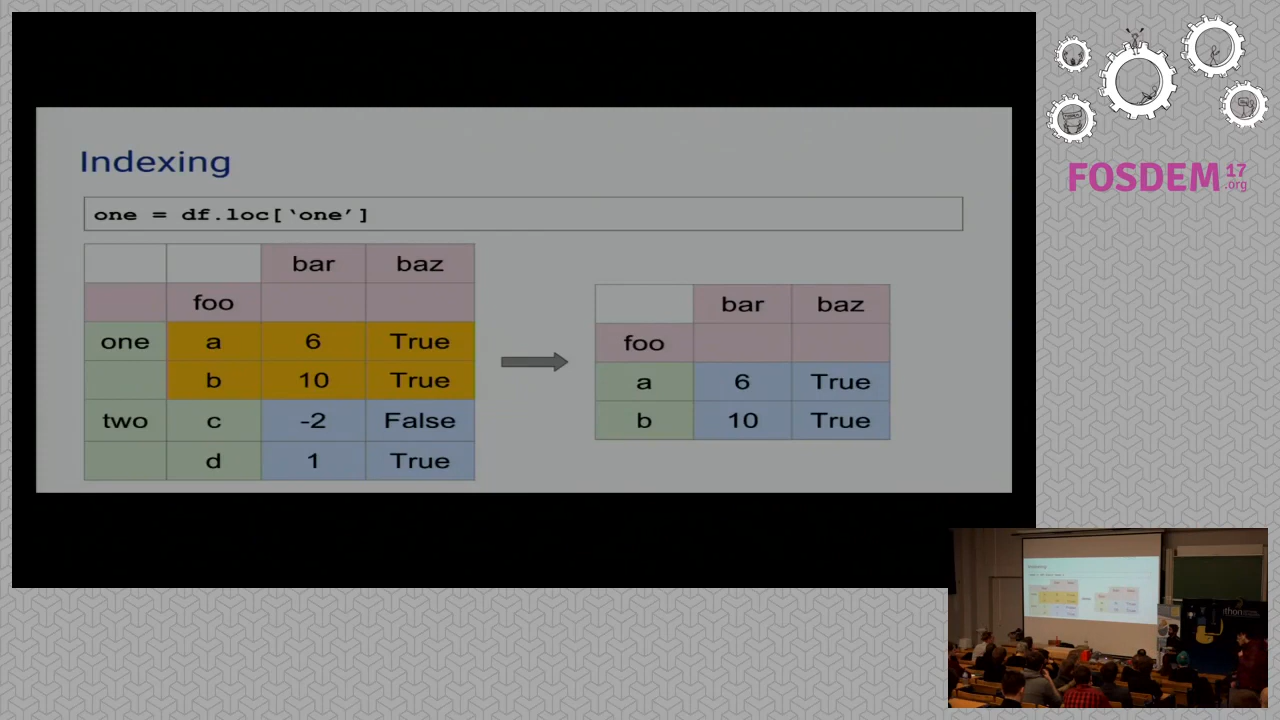 Indexing
one = df.loc[‘one’]
bar baz
foo
one a 6 True
b 10 True
two c -2 False
d 1 True
bar baz
foo
a 6 True
b 10 True
FOSDEM 17
.org